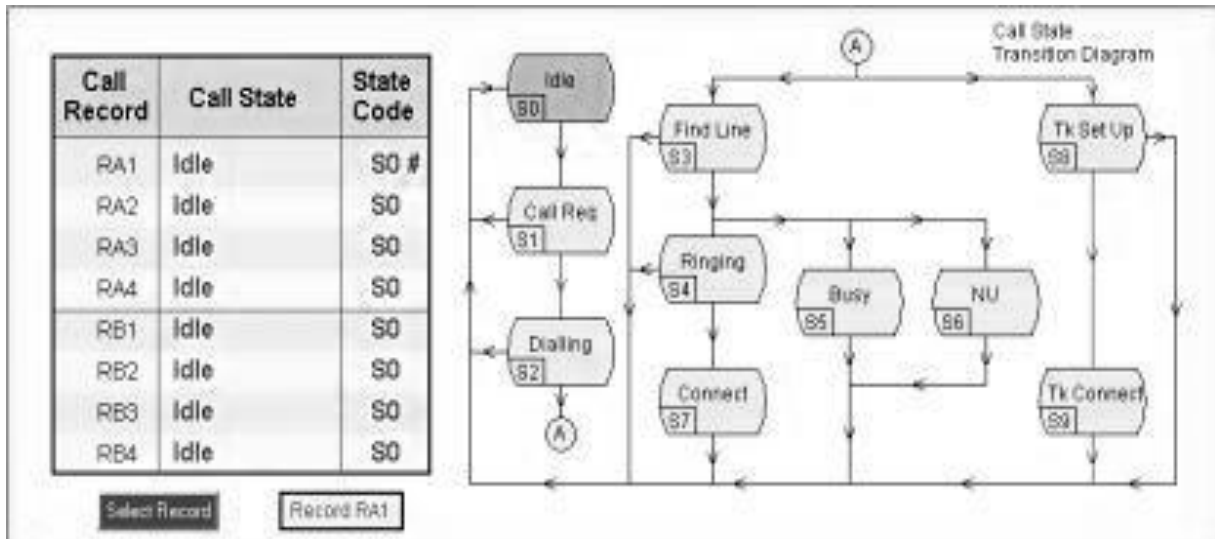 Call Record Call State State Code
RA1 Idle S0 #
RA2 Idle S0
RA3 Idle S0
RA4 Idle S0
RB1 Idle S0
RB2 Idle S0
RB3 Idle S0
RB4 Idle S0
Select Record
Record RA1
Idle
S0
Call Req
S1
Dialling
S2
A
A
Call State
Transition Diagram
Find Line
S3
Ringing
S4
Busy
S5
NU
S6
Connect
S7
Tk Set Up
S8
Tk Connect
S9